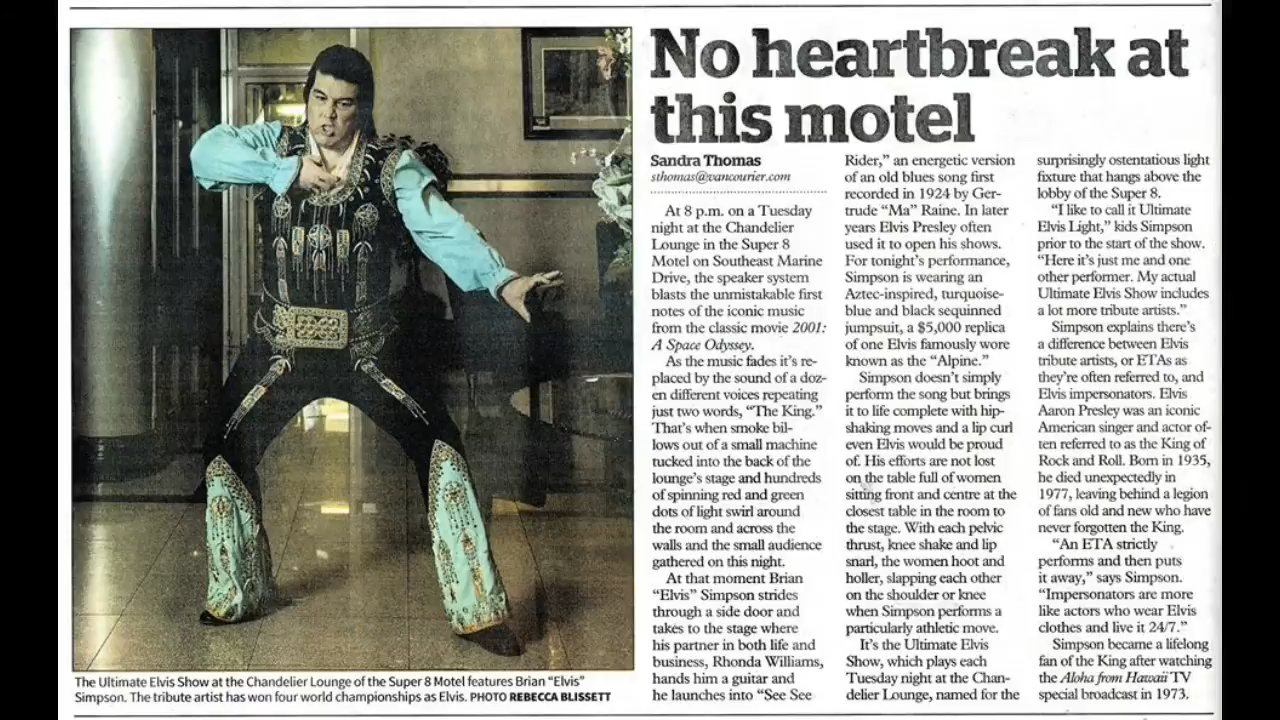 No heartbreak at
this motel
Sandra Thomas
sthomas@vancourier.com
At 8 p.m. on a Tuesday
night at the Chandelier
Lounge in the Super 8
Motel on Southeast Marine
Drive, the speaker system
blasts the unmistakable first
notes of the iconic music
from the classic movie 2001:
A Space Odyssey.
As the music fades it's re-
placed by the sound of a doz-
en different voices repeating
just two words, "The King."
That's when smoke bil-
lows out of a small machine
tucked into the back of the
lounge's stage and hundreds
of spinning red and green
dots of light swirl around
the room and across the
walls and the small audience
gathered on this night.
At that moment Brian
"Elvis" Simpson strides
through a side door and
takes to the stage where
his partner in both life and
business, Rhonda Williams,
hands him a guitar and
he launches into "See See
Rider," an energetic version
of an old blues song first
recorded in 1924 by Ger-
trude "Ma" Raine. In later
years Elvis Presley often
used it to open his shows.
For tonight's performance,
Simpson is wearing an
Aztec-inspired, turquoise-
blue and black sequinned
jumpsuit, a $5,000 replica
of one Elvis famously wore
known as the "Alpine."
Simpson doesn't simply
perform the song but brings
it to life complete with hip-
shaking moves and a lip curl
even Elvis would be proud
of. His efforts are not lost
on the table full of women
sitting front and centre at the
closest table in the room to
the stage. With each pelvic
thrust, knee shake and lip
snarl, the women hoot and
holler, slapping each other
on the shoulder or knee
when Simpson performs a
particularly athletic move.
It's the Ultimate Elvis
Show, which plays each
Tuesday night at the Chan-
delier Lounge, named for the
surprisingly ostentatious light
fixture that hangs above the
lobby of the Super 8.
"I like to call it Ultimate
Elvis Light," kids Simpson
prior to the start of the show.
"Here it's just me and one
other performer. My actual
Ultimate Elvis Show includes
a lot more tribute artists."
Simpson explains there's
a difference between Elvis
tribute artists, or ETAs as
they're often referred to, and
Elvis impersonators. Elvis
Aaron Presley was an iconic
American singer and actor of-
ten referred to as the King of
Rock and Roll. Born in 1935,
he died unexpectedly in
1977, leaving behind a legion
of fans old and new who have
never forgotten the King.
"An ETA strictly
performs and then puts
it away," says Simpson.
"Impersonators are more
like actors who wear Elvis
clothes and live it 24/7."
Simpson became a lifelong
fan of the King after watching
the Aloha from Hawaii TV
special broadcast in 1973.
The Ultimate Elvis Show at the Chandelier Lounge of the Super 8 Motel features Brian "Elvis"
Simpson. The tribute artist has won four world championships as Elvis. PHOTO REBECCA BLISSETT